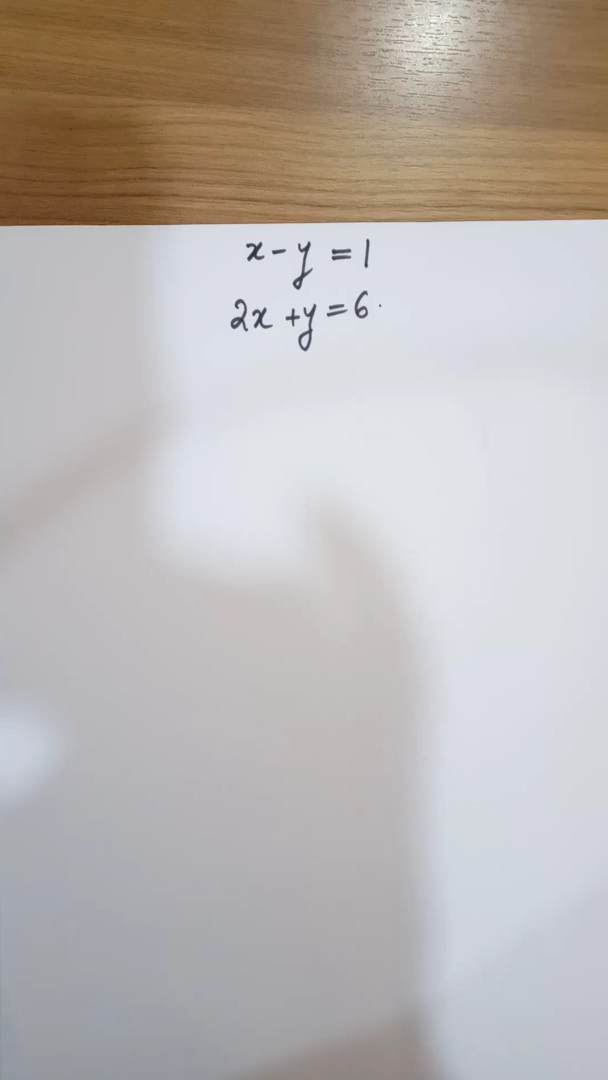 x - y = 1
2x + y = 6.